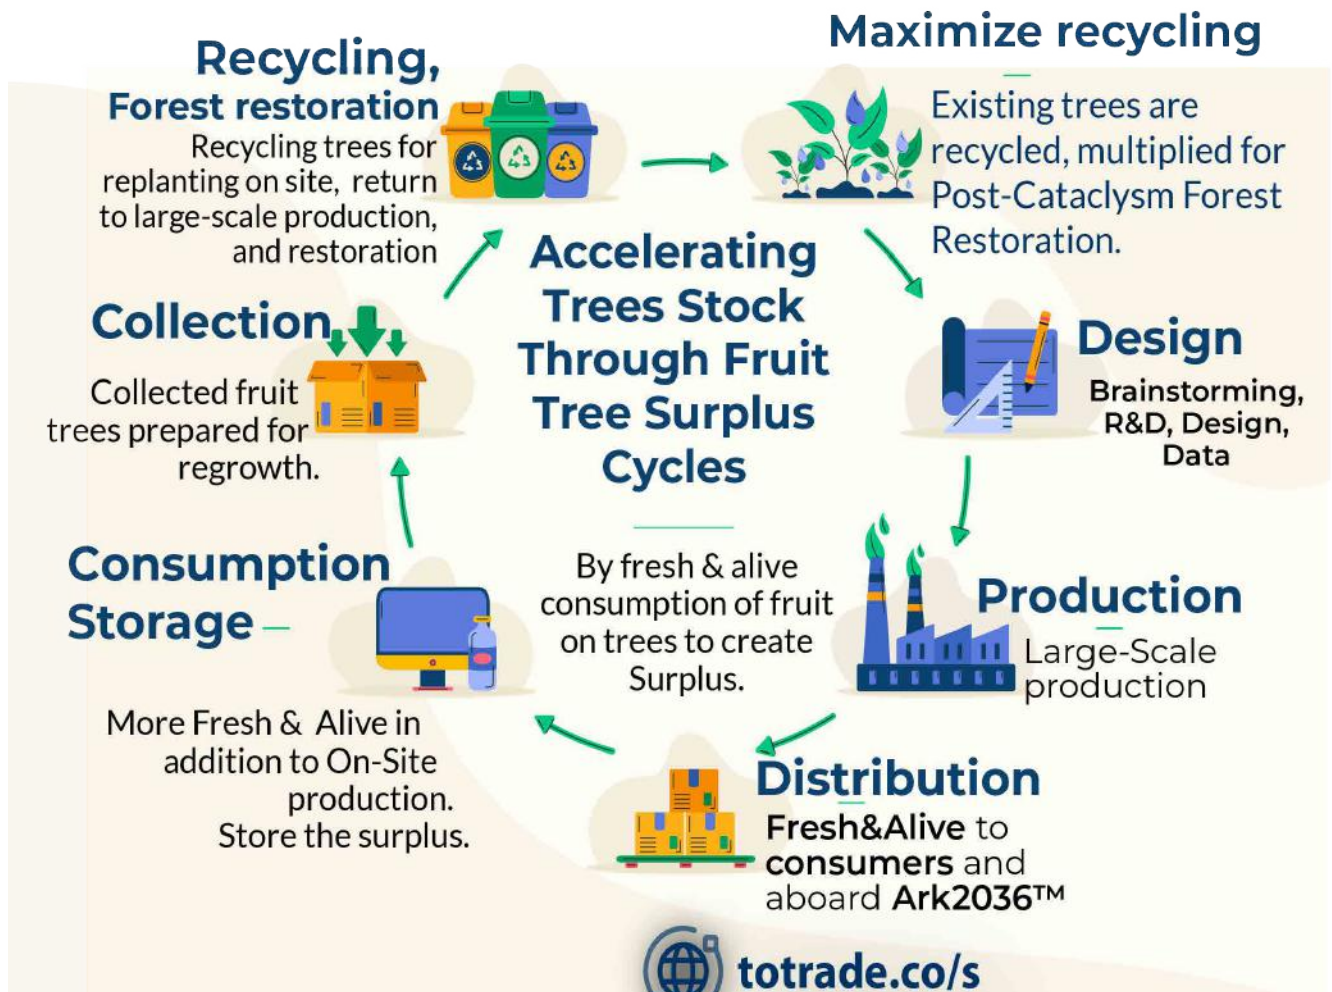 Recycling,
Forest restoration
Recycling trees for
replanting on site, return
to large-scale production,
and restoration
Maximize recycling
Existing trees are
recycled, multiplied for
Post-Cataclysm Forest
Restoration.
Design
Brainstorming,
R&D, Design,
Data
Production
Large-Scale
production
Distribution
Fresh&Alive to
consumers and
aboard Ark2036™
Consumption
Storage
More Fresh & Alive in
addition to On-Site
production.
Store the surplus.
Collection
Collected fruit
trees prepared for
regrowth.
Accelerating
Trees Stock
Through Fruit
Tree Surplus
Cycles
By fresh & alive
consumption of fruit
on trees to create
Surplus.
totrade.co/s